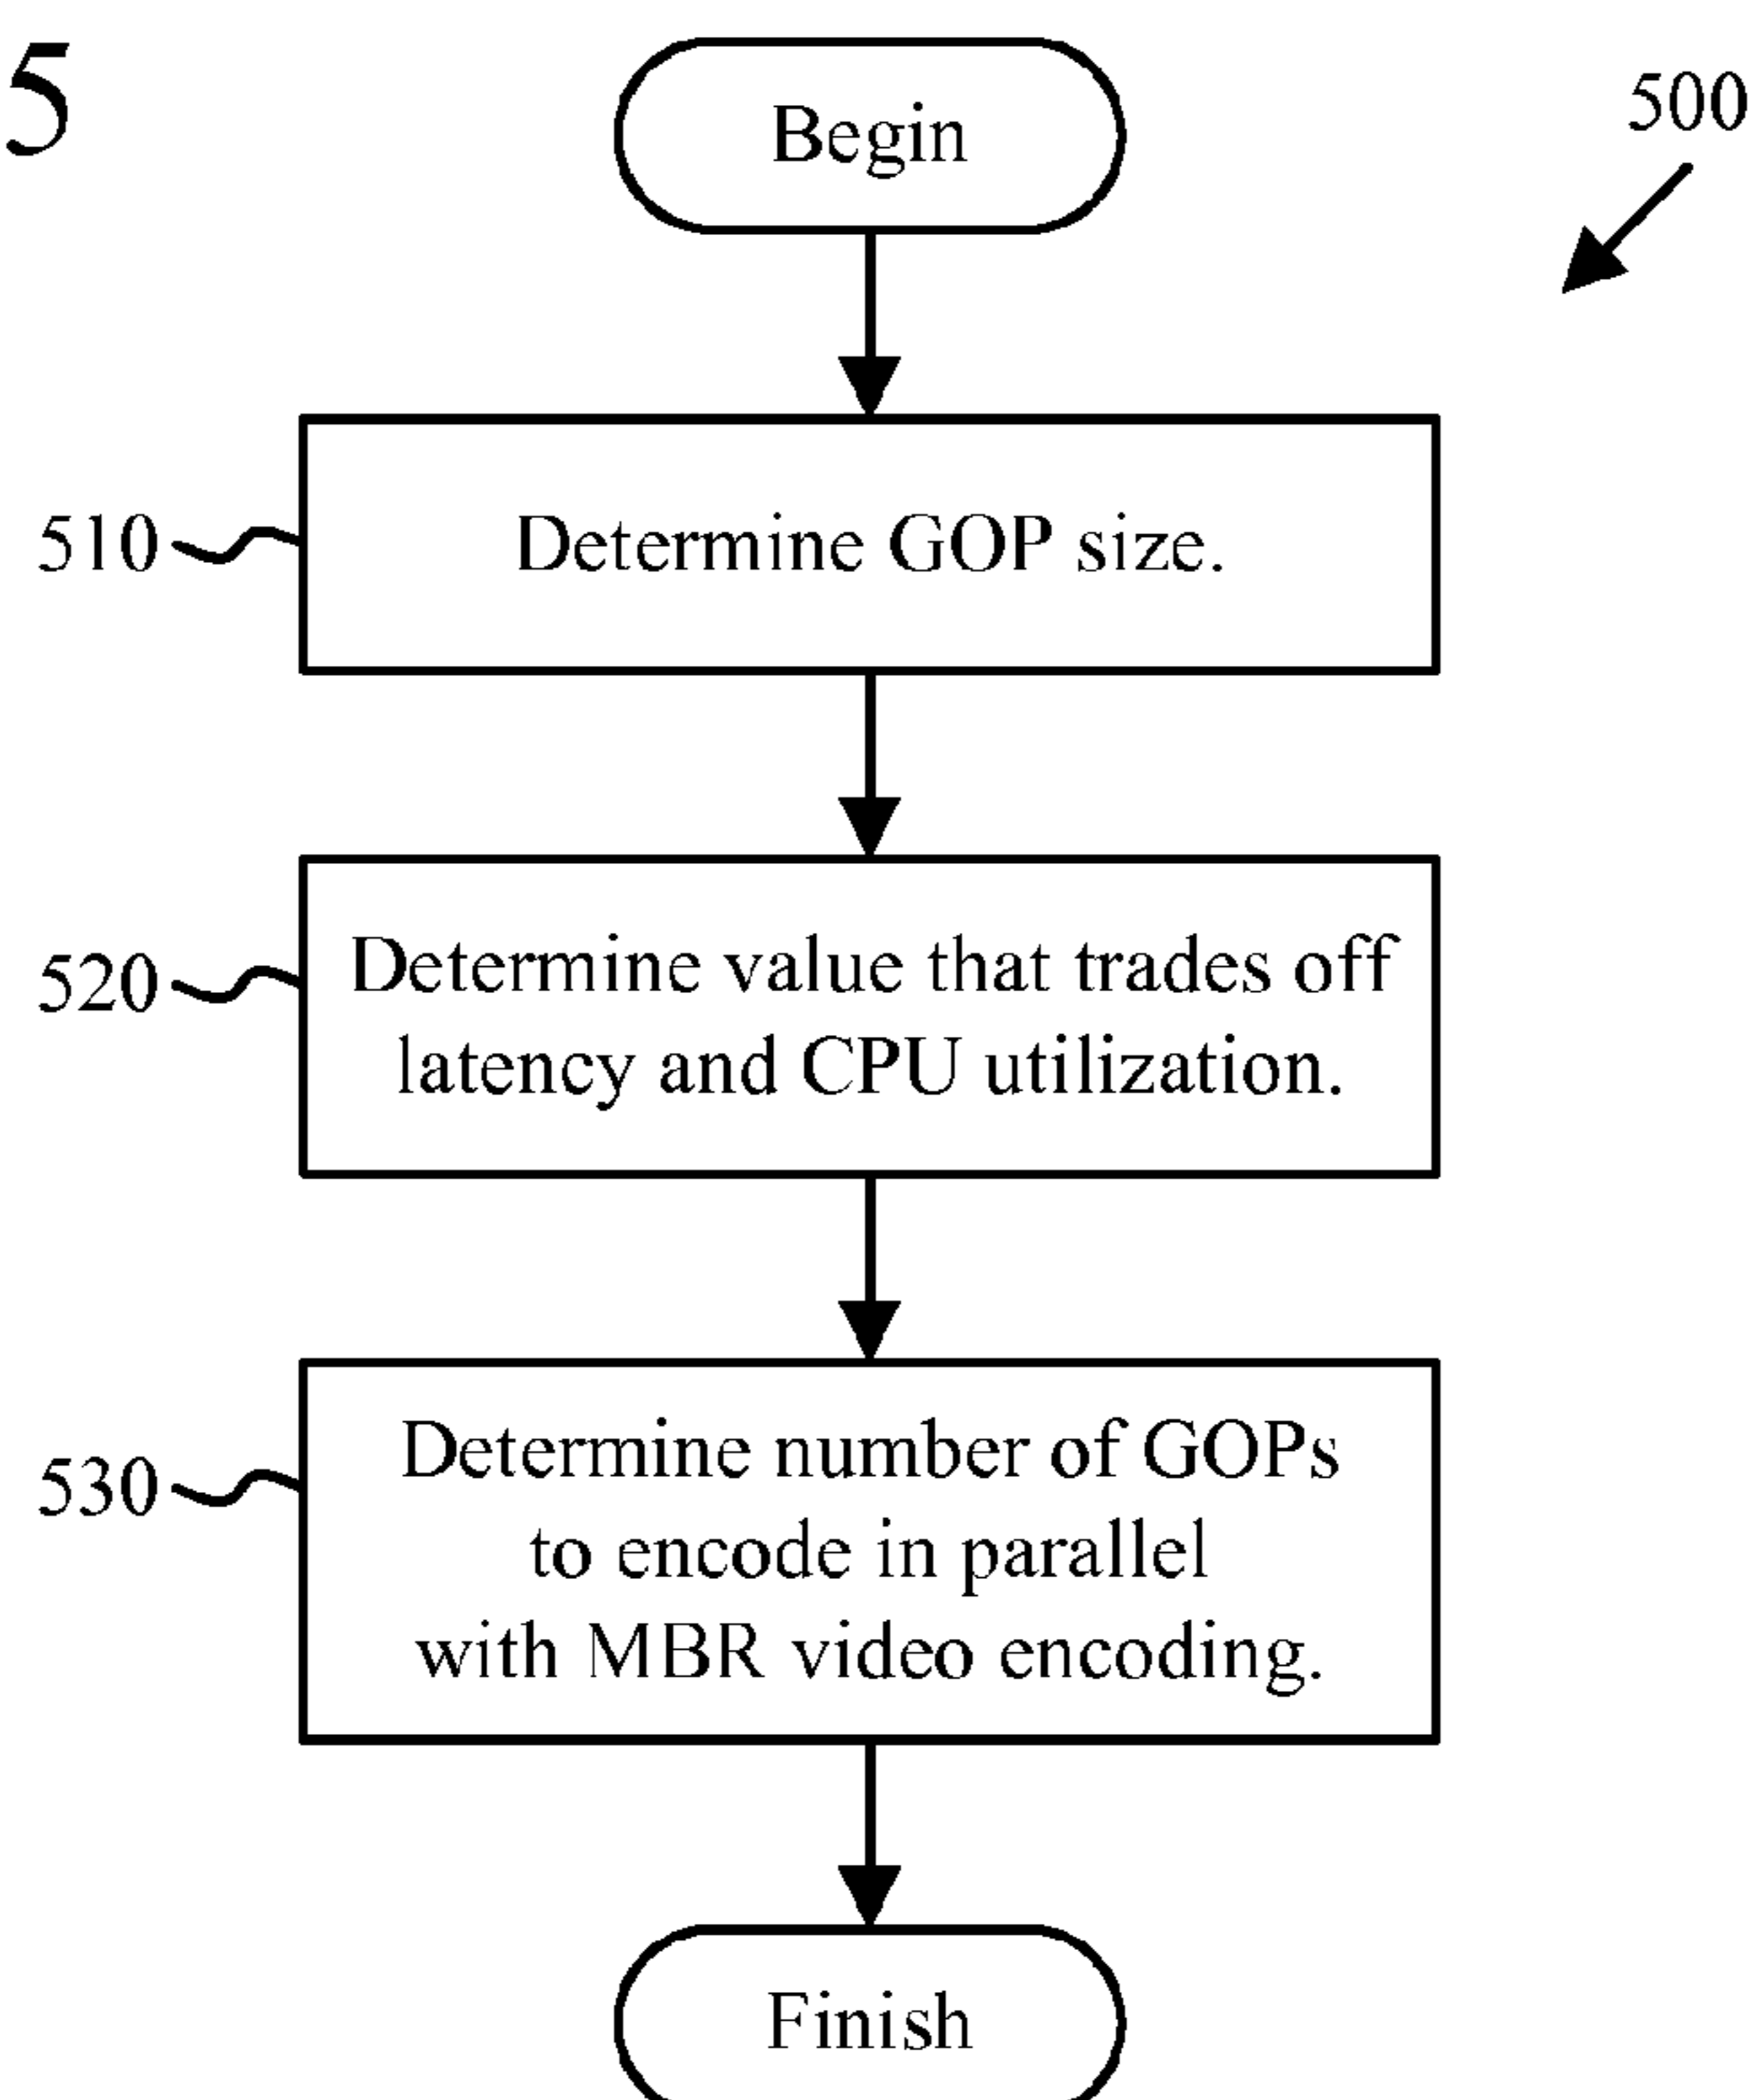 5
Begin
500
510
Determine GOP size.
520
Determine value that trades off
latency and CPU utilization.
530
Determine number of GOPs
to encode in parallel
with MBR video encoding.
Finish